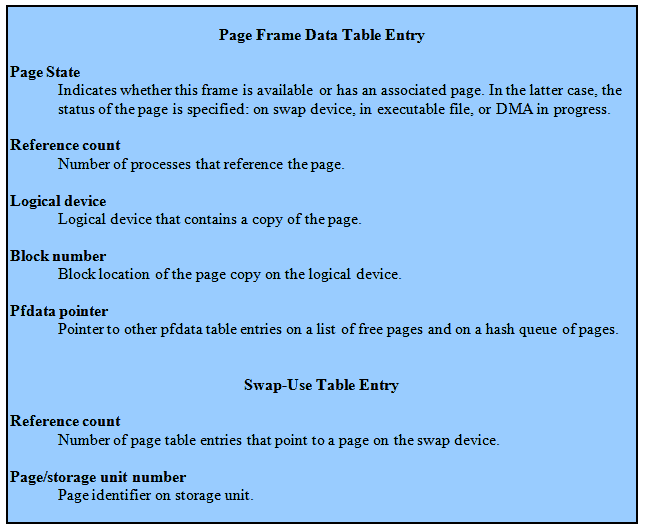 Page Frame Data Table Entry
Page State
Indicates whether this frame is available or has an associated page. In the latter case, the
status of the page is specified: on swap device, in executable file, or DMA in progress.
Reference count
Number of processes that reference the page.
Logical device
Logical device that contains a copy of the page.
Block number
Block location of the page copy on the logical device.
Pfdata pointer
Pointer to other pfdata table entries on a list of free pages and on a hash queue of pages.
Swap-Use Table Entry
Reference count
Number of page table entries that point to a page on the swap device.
Page/storage unit number
Page identifier on storage unit.